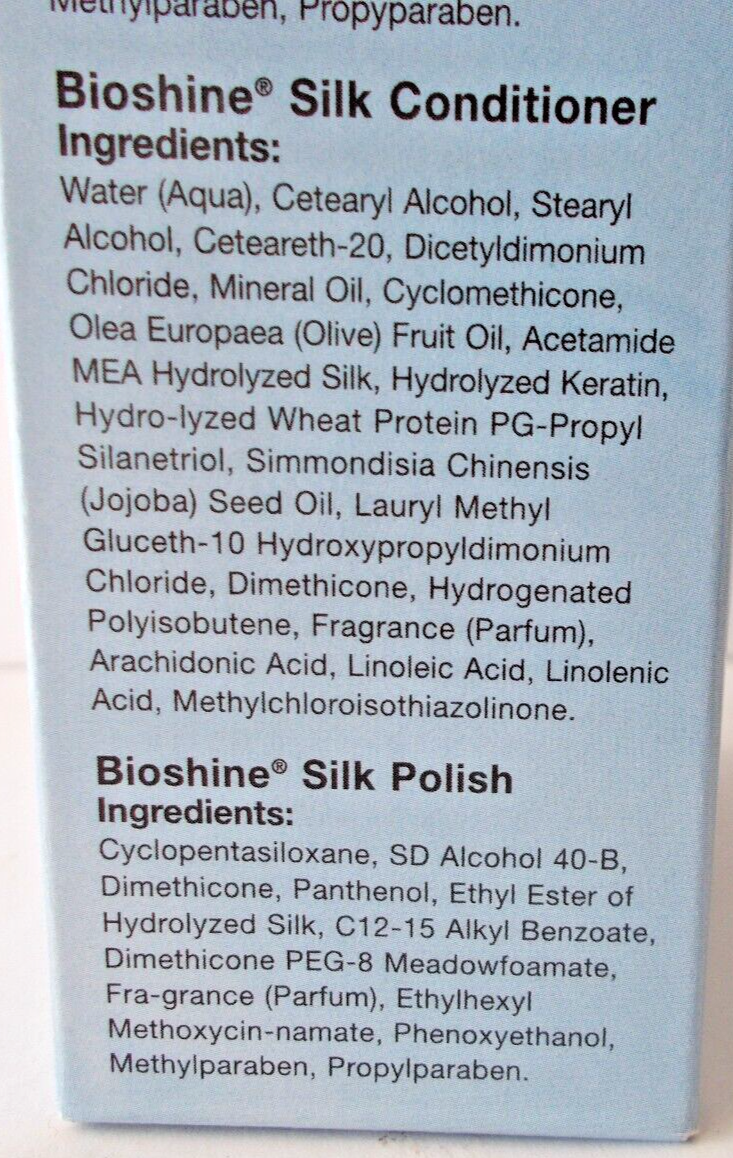 Methylparaben, Propyparaben.
Bioshine® Silk Conditioner
Ingredients:
Water (Aqua), Cetearyl Alcohol, Stearyl
Alcohol, Ceteareth-20, Dicetyldimonium
Chloride, Mineral Oil, Cyclomethicone,
Olea Europaea (Olive) Fruit Oil, Acetamide
MEA Hydrolyzed Silk, Hydrolyzed Keratin,
Hydro-lyzed Wheat Protein PG-Propyl
Silanetriol, Simmondisia Chinensis
(Jojoba) Seed Oil, Lauryl Methyl
Gluceth-10 Hydroxypropyldimonium
Chloride, Dimethicone, Hydrogenated
Polyisobutene, Fragrance (Parfum),
Arachidonic Acid, Linoleic Acid, Linolenic
Acid, Methylchloroisothiazolinone.
Bioshine® Silk Polish
Ingredients:
Cyclopentasiloxane, SD Alcohol 40-B,
Dimethicone, Panthenol, Ethyl Ester of
Hydrolyzed Silk, C12-15 Alkyl Benzoate,
Dimethicone PEG-8 Meadowfoamate,
Fra-grance (Parfum), Ethylhexyl
Methoxycin-namate, Phenoxyethanol,
Methylparaben, Propylparaben.